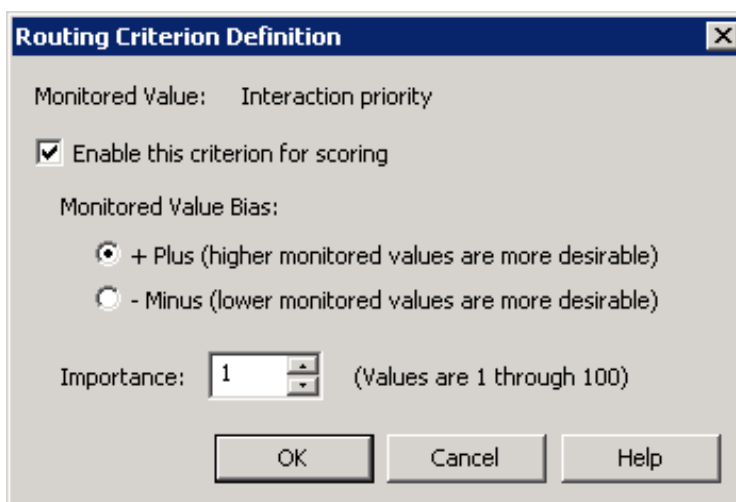 Routing Criterion Definition
Monitored Value: Interaction priority
Enable this criterion for scoring
Monitored Value Bias:
+ Plus (higher monitored values are more desirable)
- Minus (lower monitored values are more desirable)
Importance: 1 (Values are 1 through 100)
OK Cancel Help